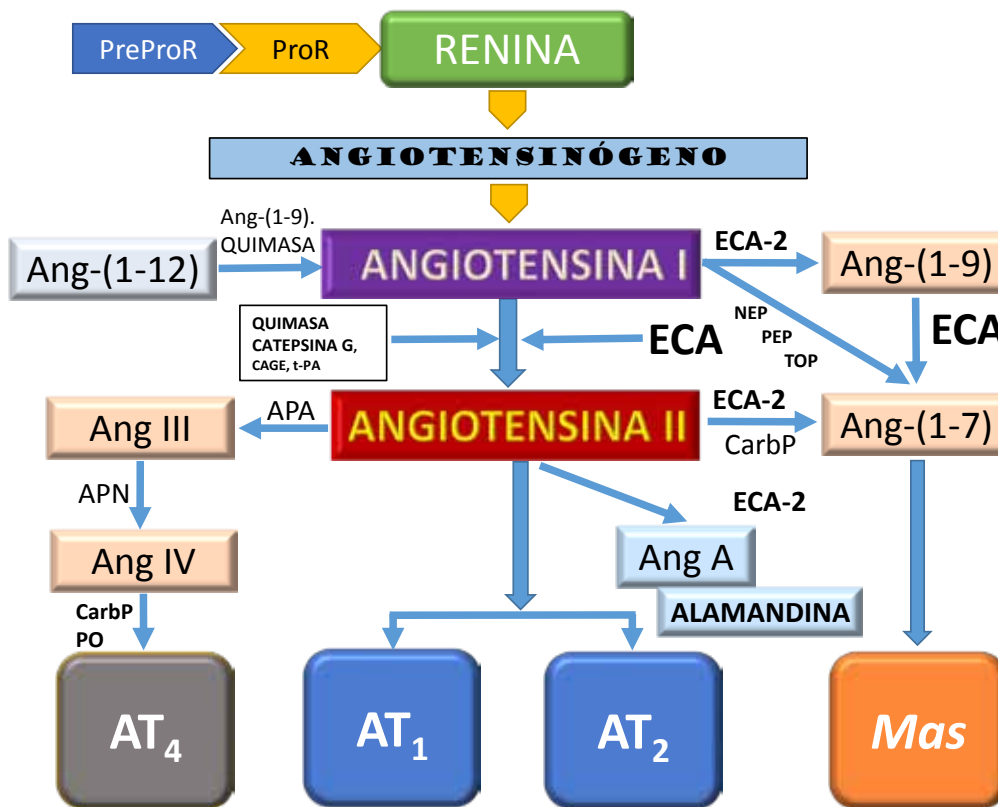 PreProR
ProR
RENINA
ANGIOTENSINÓGENO
Ang-(1-9).
QUIMASA
Ang-(1-12)
ANGIOTENSINA I
ECA-2
Ang-(1-9)
QUIMASA
CATEPSINA G,
CAGE, t-PA
ECA
NEP
PEP
TOP
ECA
Ang III
APA
ANGIOTENSINA II
ECA-2
CarbP
Ang-(1-7)
APN
ECA-2
Ang IV
Ang A
ALAMANDINA
CarbP
PO
AT4
AT1
AT2
Mas